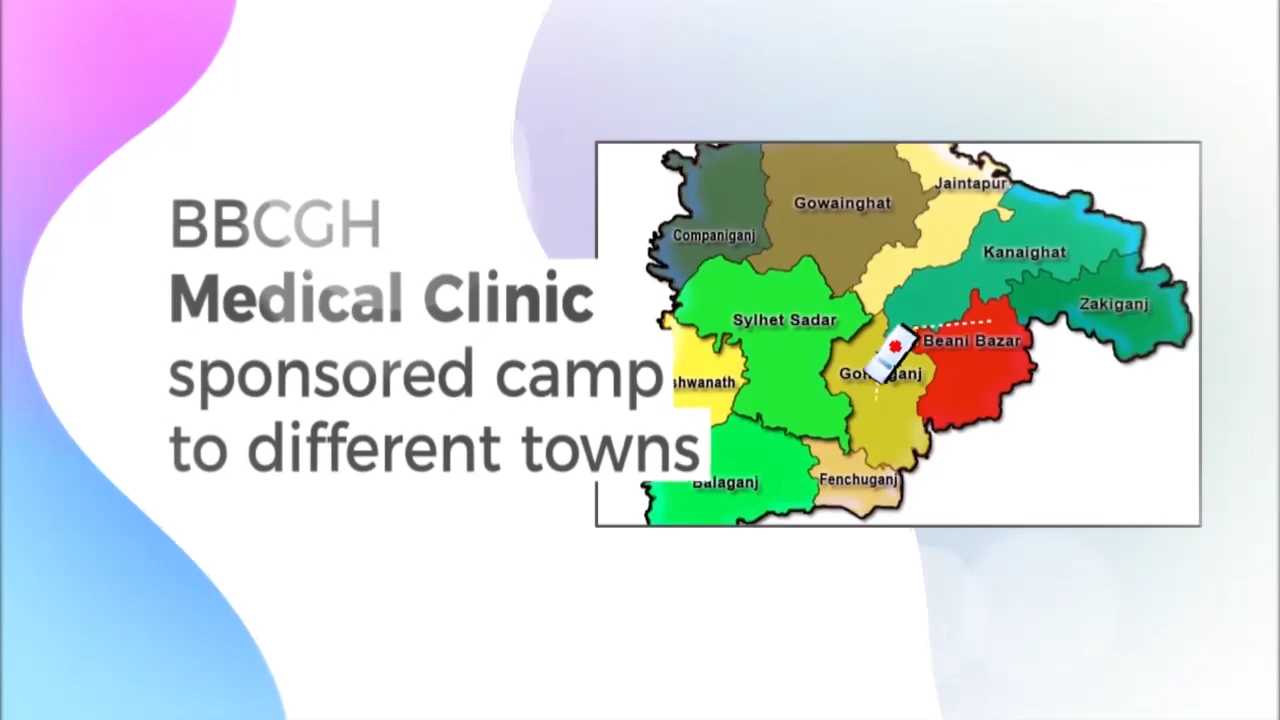 BBCGH
Medical Clinic
sponsored camp
to different towns
Jaintapur
Gowainghat
Companiganj
Kanaighat
Zakiganj
Sylhet Sadar
Beani Bazar
Balaganj
Fenchuganj